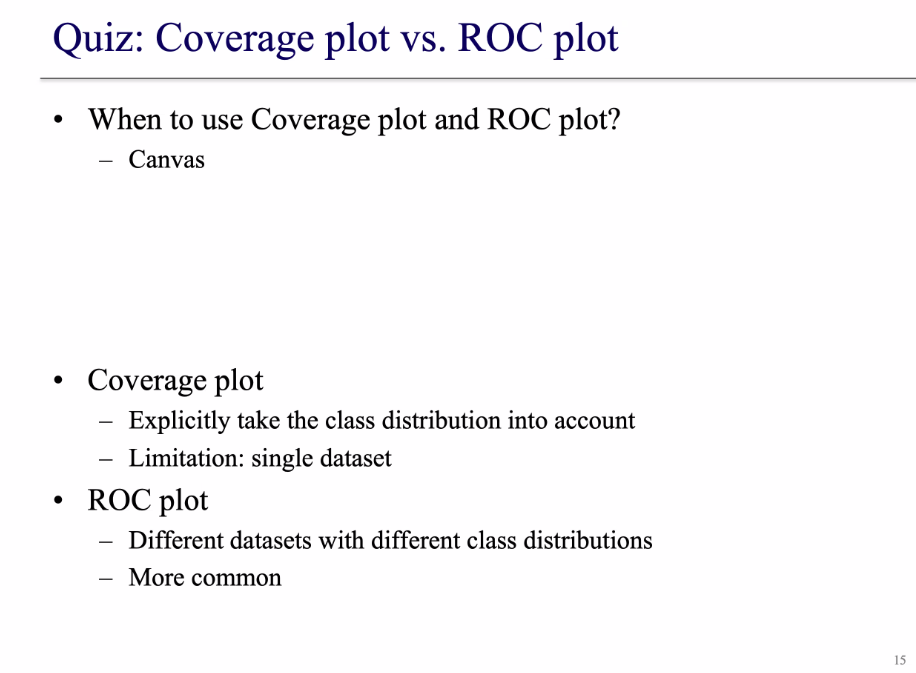 Quiz: Coverage plot vs. ROC plot
• When to use Coverage plot and ROC plot?
– Canvas
• Coverage plot
– Explicitly take the class distribution into account
– Limitation: single dataset
• ROC plot
– Different datasets with different class distributions
– More common
15